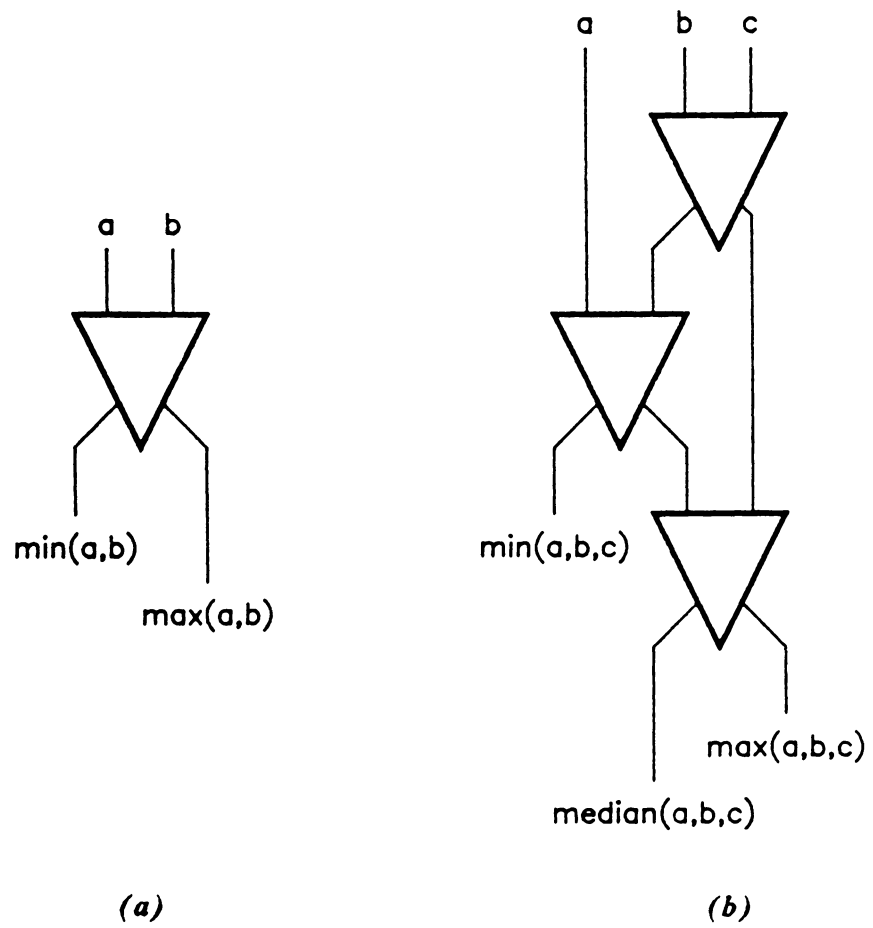 a b
min(a,b)
max(a,b)
(a)
a b c
min(a,b,c)
max(a,b,c)
median(a,b,c)
(b)